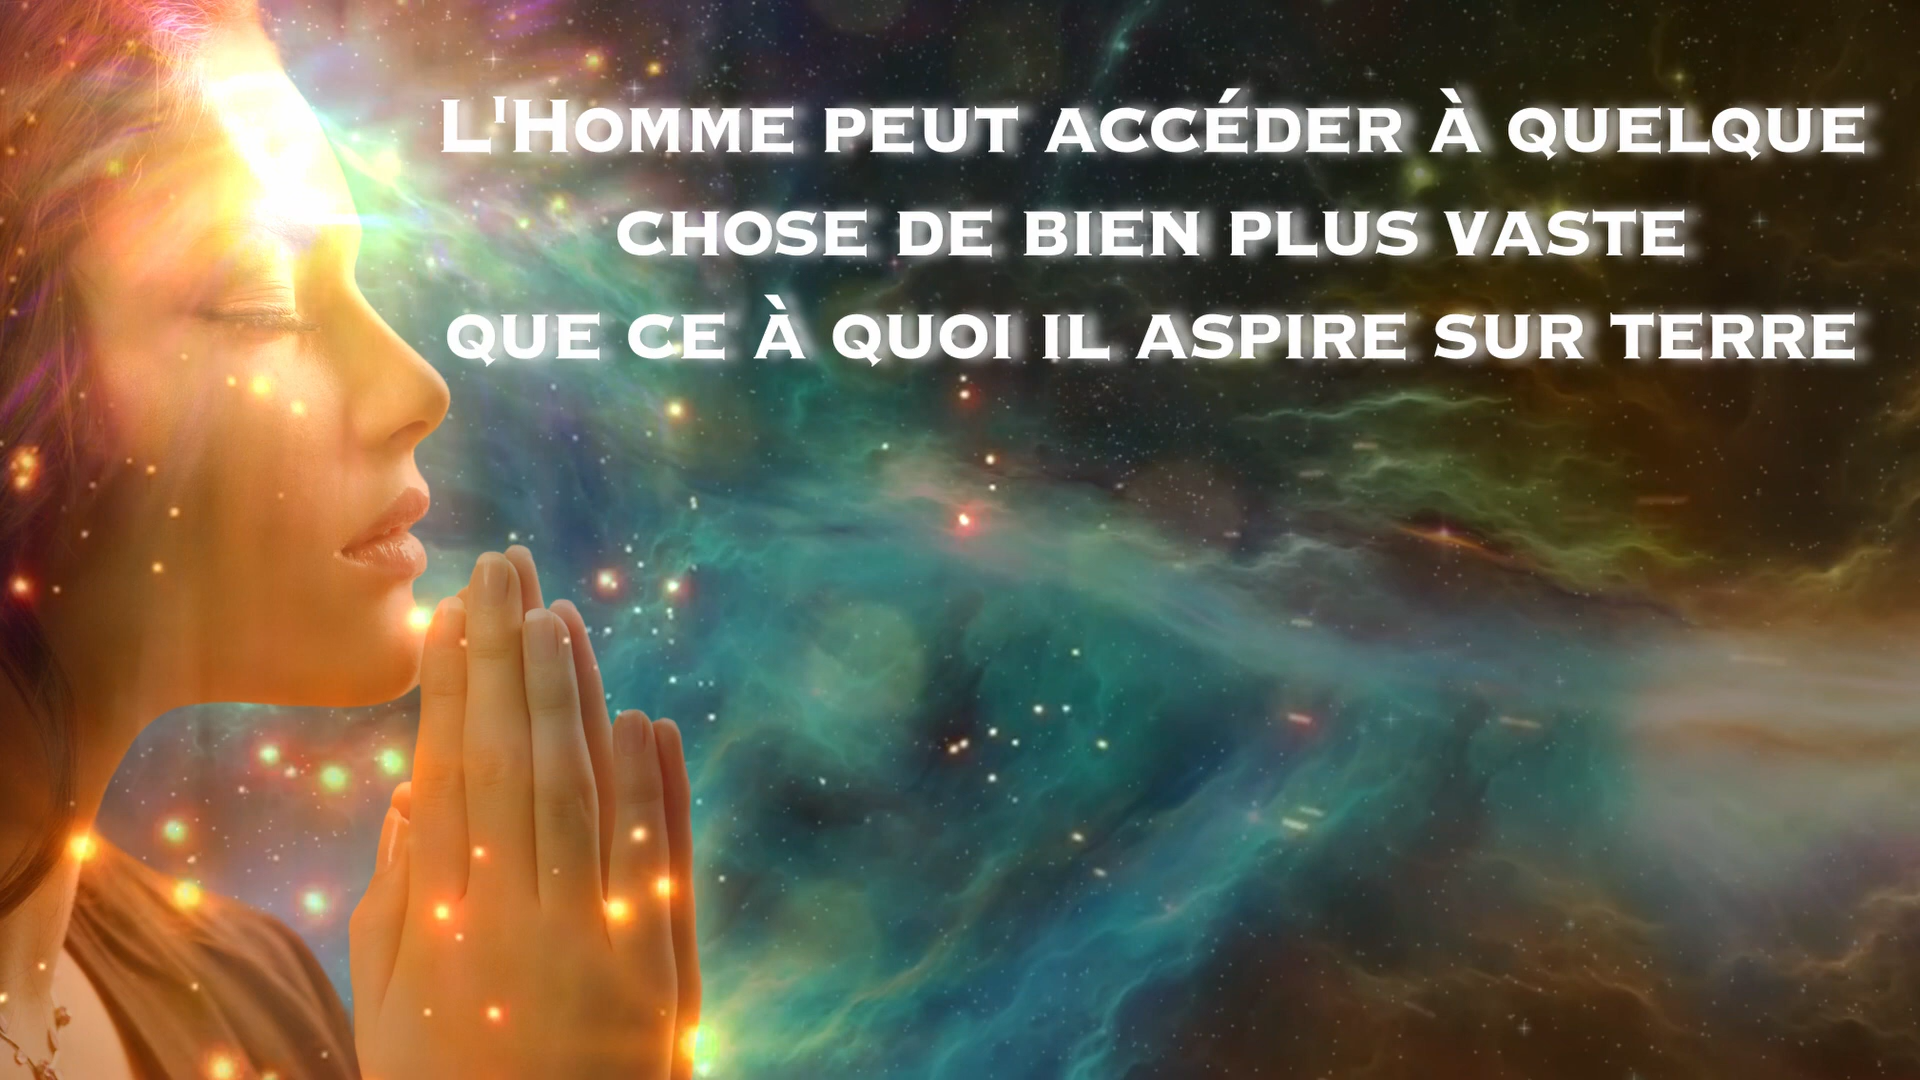 L'Homme peut accéder à quelque
chose de bien plus vaste
que ce à quoi il aspire sur terre